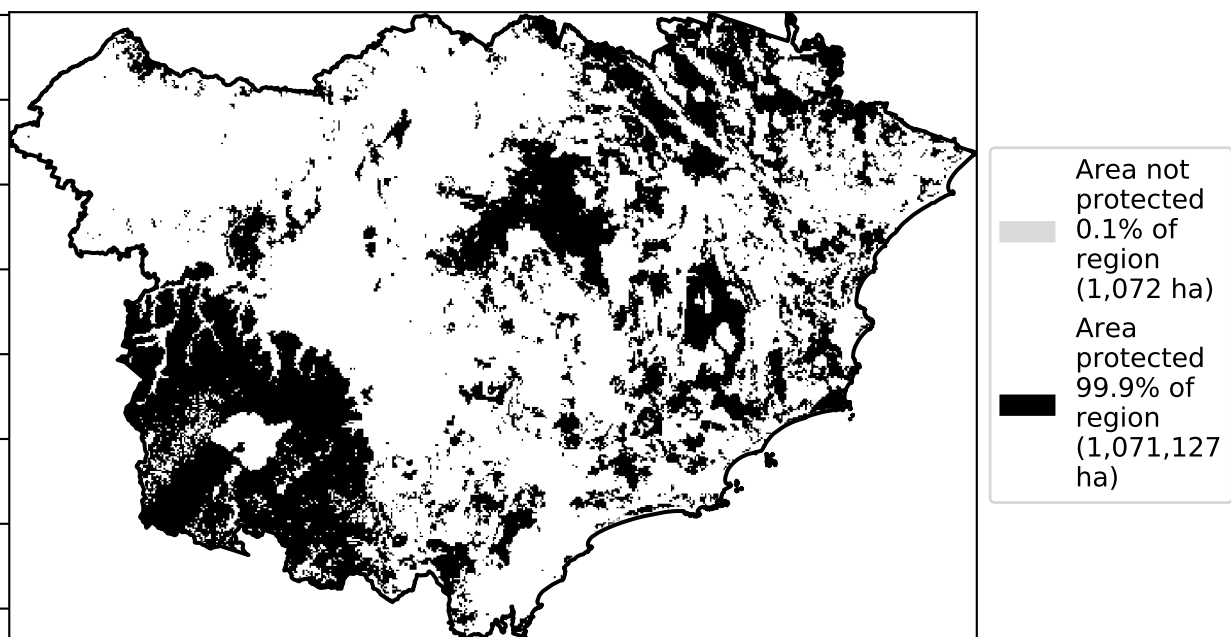 Area not
protected
0.1% of
region
(1,072 ha)
Area
protected
99.9% of
region
(1,071,127
ha)